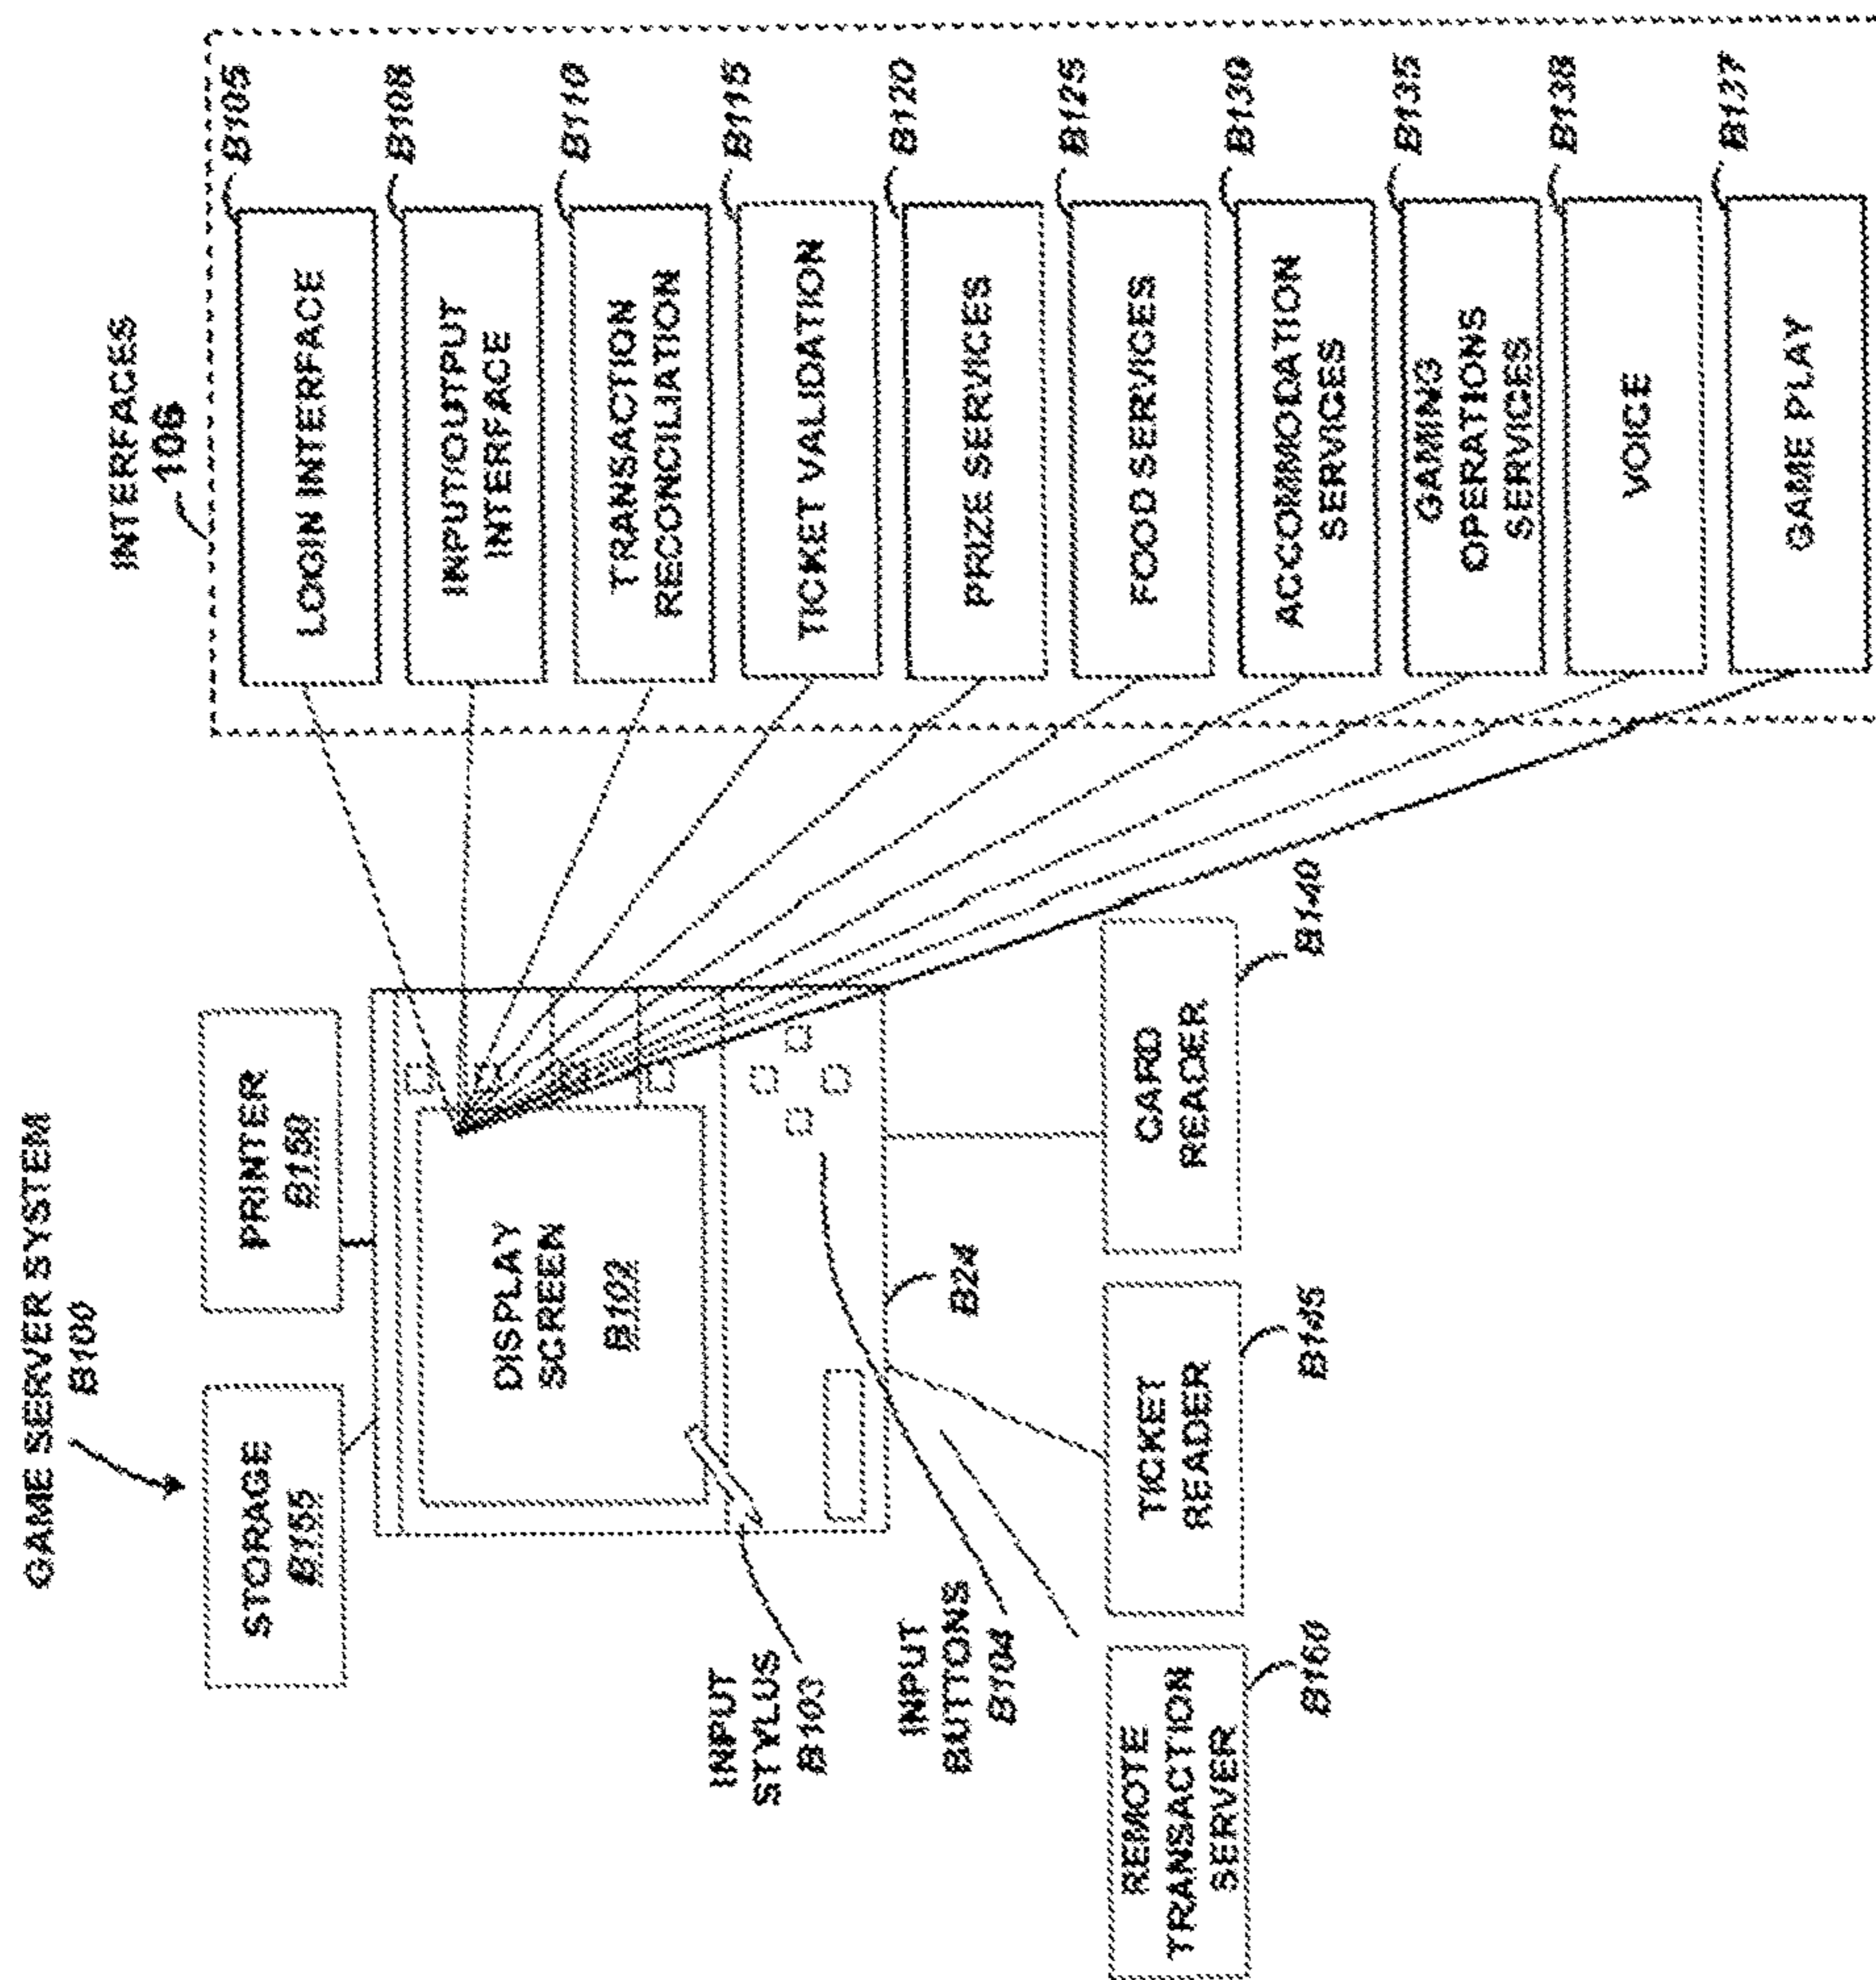 GAME SERVER SYSTEM
B100
STORAGE
B155
PRINTER
B150
DISPLAY
SCREEN
B102
INPUT
STYLUS
B103
INPUT
BUTTONS
B104
B24
REMOTE
TRANSACTION
SERVER
B160
TICKET
READER
B145
CARD
READER
B140
INTERFACES
106
LOGIN INTERFACE
B105
INPUT/OUTPUT
INTERFACE
B108
TRANSACTION
RECONCILIATION
B110
TICKET VALIDATION
B115
PRIZE SERVICES
B120
FOOD SERVICES
B125
ACCOMMODATION
SERVICES
B130
GAMING
OPERATIONS
SERVICES
B135
VOICE
B138
GAME PLAY
B137